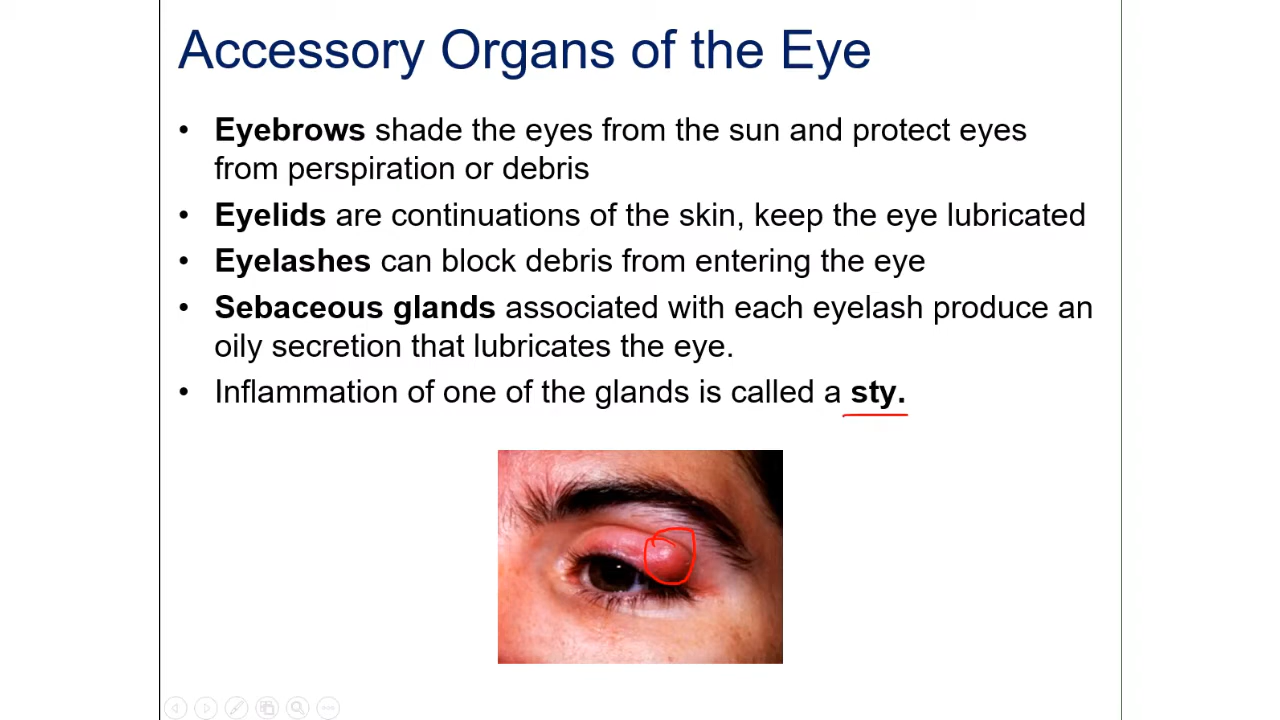 Accessory Organs of the Eye
• Eyebrows shade the eyes from the sun and protect eyes
from perspiration or debris
• Eyelids are continuations of the skin, keep the eye lubricated
• Eyelashes can block debris from entering the eye
• Sebaceous glands associated with each eyelash produce an
oily secretion that lubricates the eye.
• Inflammation of one of the glands is called a sty.